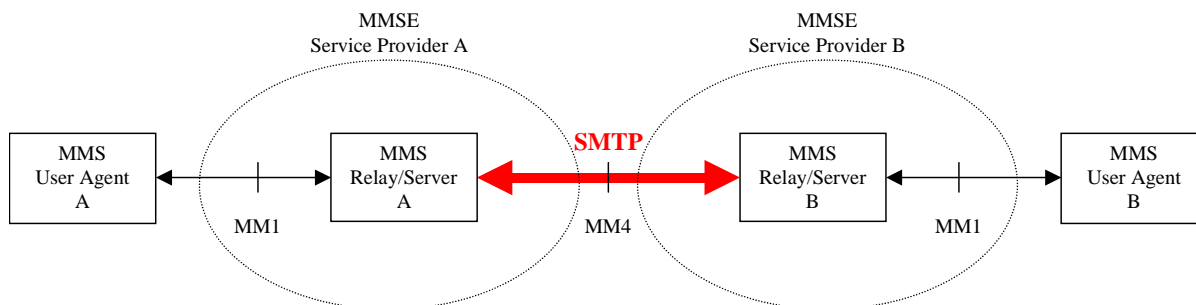 MMSE
Service Provider A
MMSE
Service Provider B
MMS
User Agent
A
MMS
Relay/Server
A
SMTP
MMS
Relay/Server
B
MMS
User Agent
B
MM1
MM4
MM1